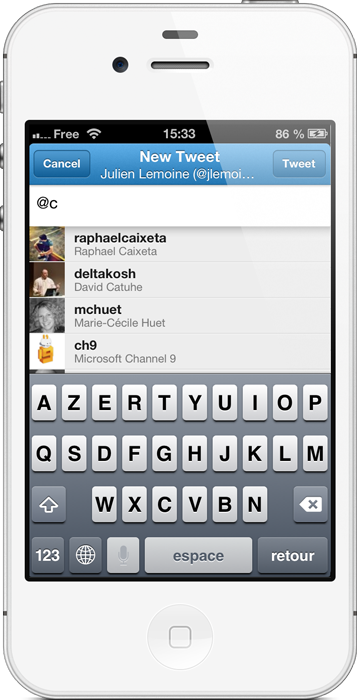 Free 15:33 86 %
Cancel New Tweet Tweet
Julien Lemoine (@jlemoi...
@c
raphaelcaixeta
Raphael Caixeta
deltakosh
David Catuhe
mchuet
Marie-Cécile Huet
ch9
Microsoft Channel 9
A Z E R T Y U I O P
Q S D F G H J K L M
W X C V B N
123 espace retour